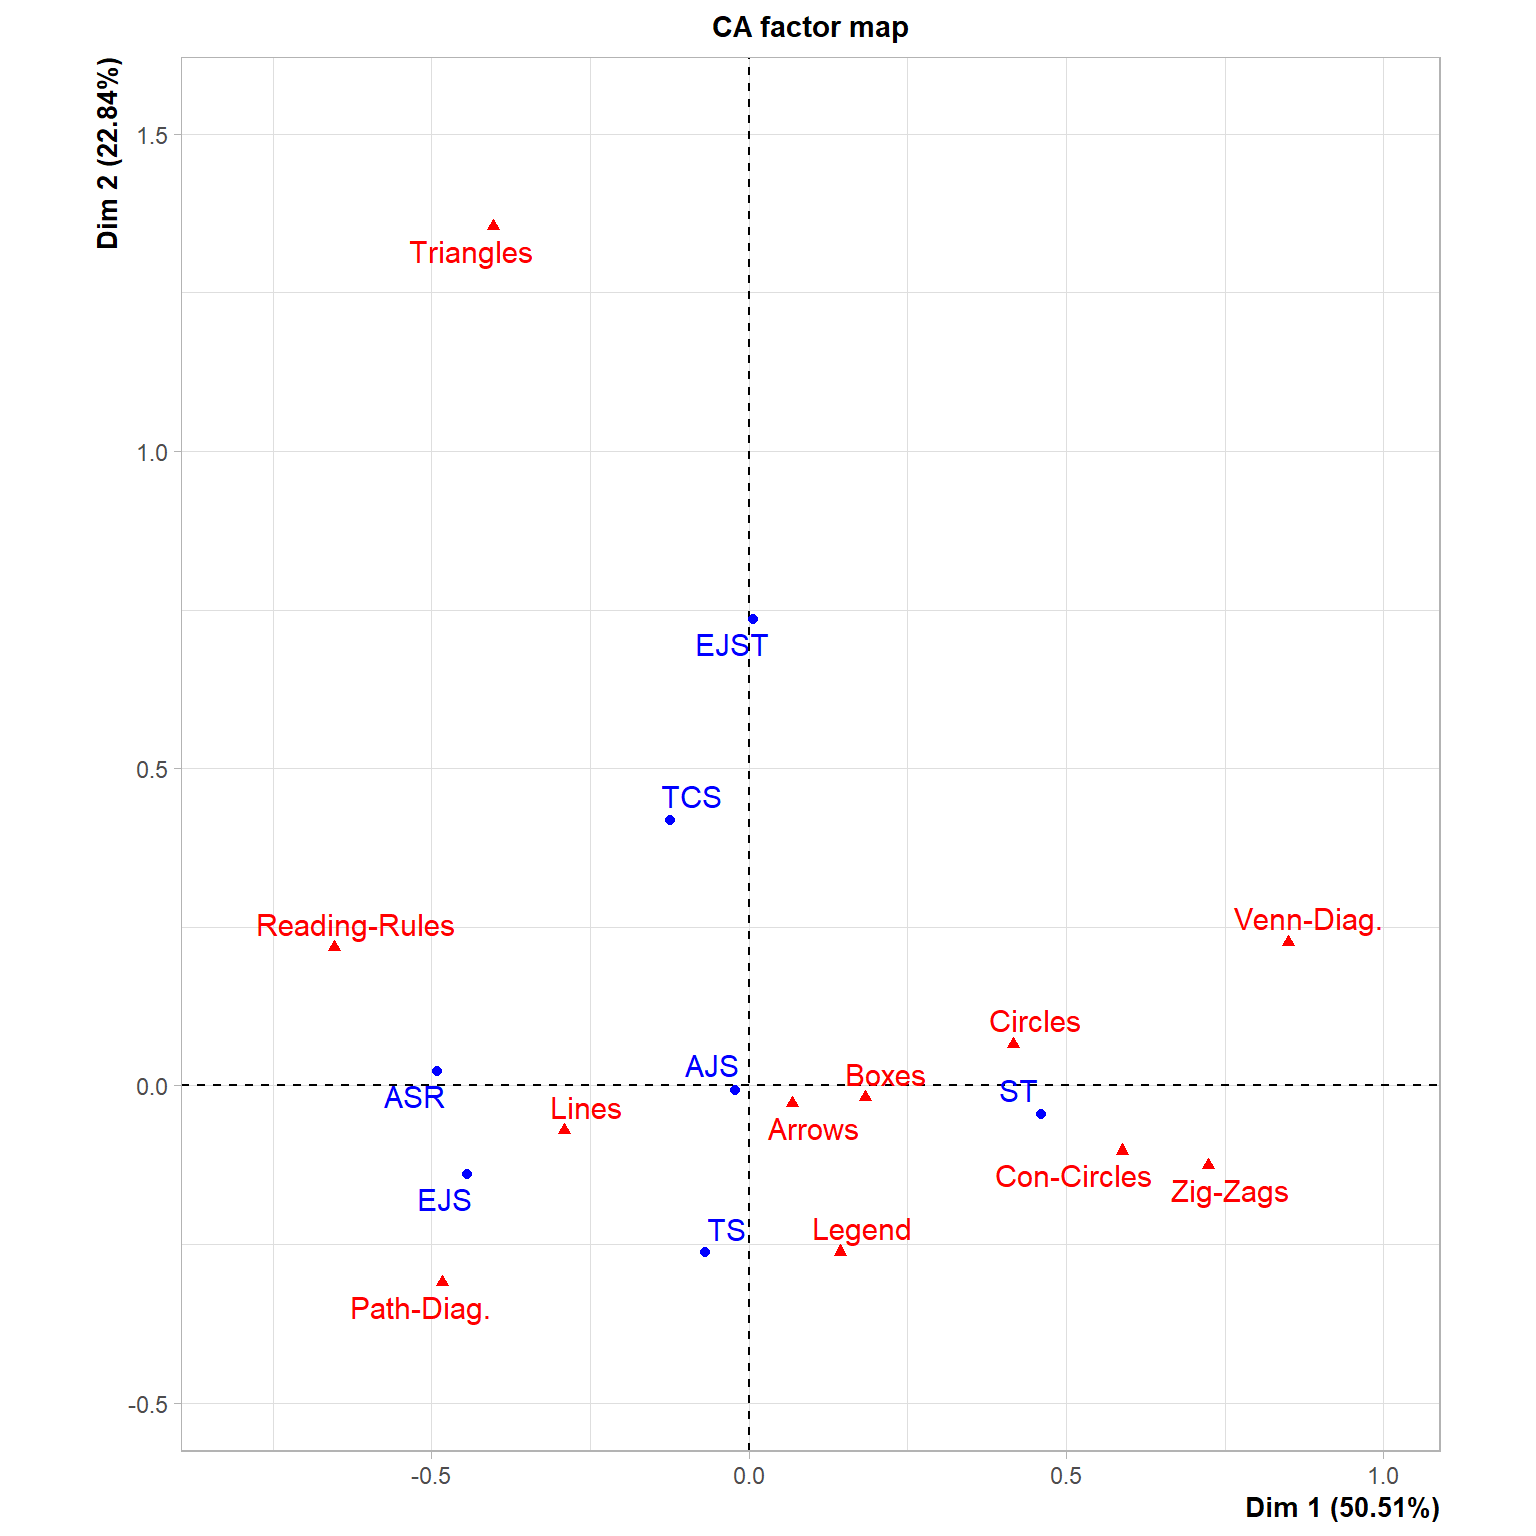 CA factor map
Dim 2 (22.84%)
1.5
Triangles
1.0
EJST
0.5
TCS
Reading-Rules
Venn-Diag.
Circles
AJS
Boxes
0.0
ASR
ST
Lines
Arrows
Con-Circles
Zig-Zags
EJS
TS
Legend
Path-Diag.
-0.5
-0.5 0.0 0.5 1.0
Dim 1 (50.51%)